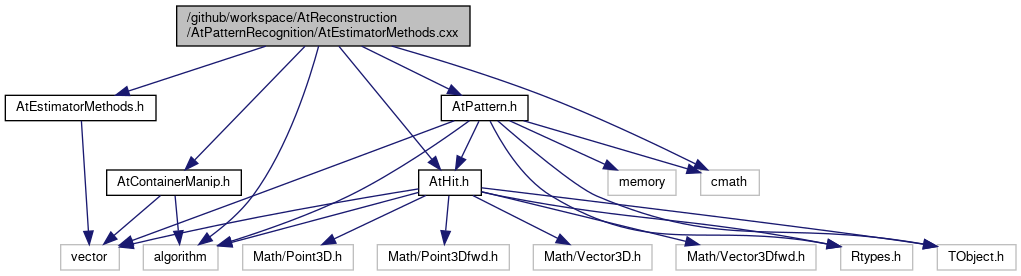 /github/workspace/AtReconstruction
/AtPatternRecognition/AtEstimatorMethods.cxx
AtEstimatorMethods.h
AtPattern.h
AtContainerManip.h
AtHit.h
memory
cmath
vector
algorithm
Math/Point3D.h
Math/Point3Dfwd.h
Math/Vector3D.h
Math/Vector3Dfwd.h
Rtypes.h
TObject.h